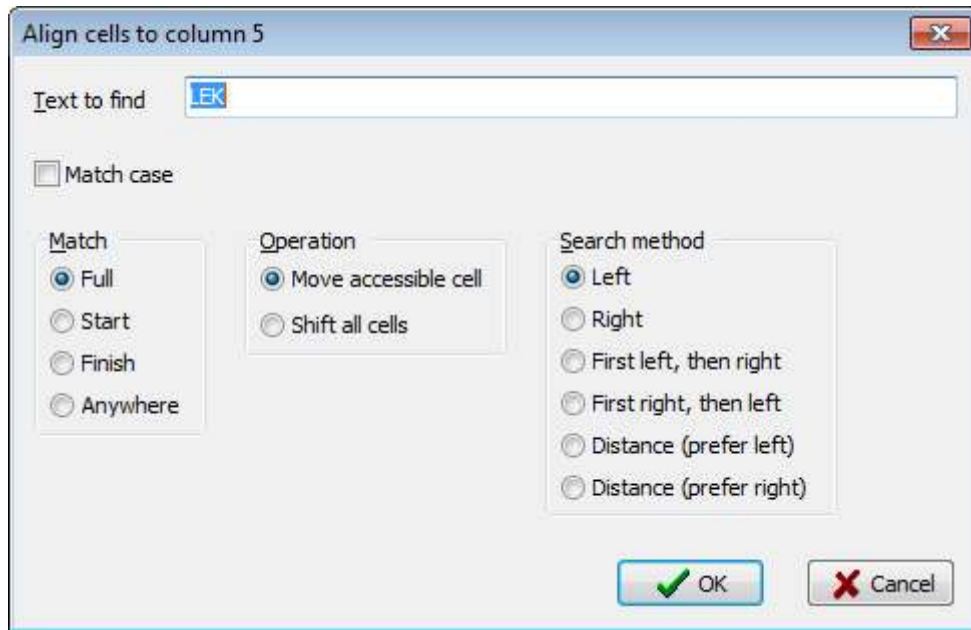 Align cells to column 5
Text to find LEK
Match case
Match
Full
Start
Finish
Anywhere
Operation
Move accessible cell
Shift all cells
Search method
Left
Right
First left, then right
First right, then left
Distance (prefer left)
Distance (prefer right)
OK
Cancel